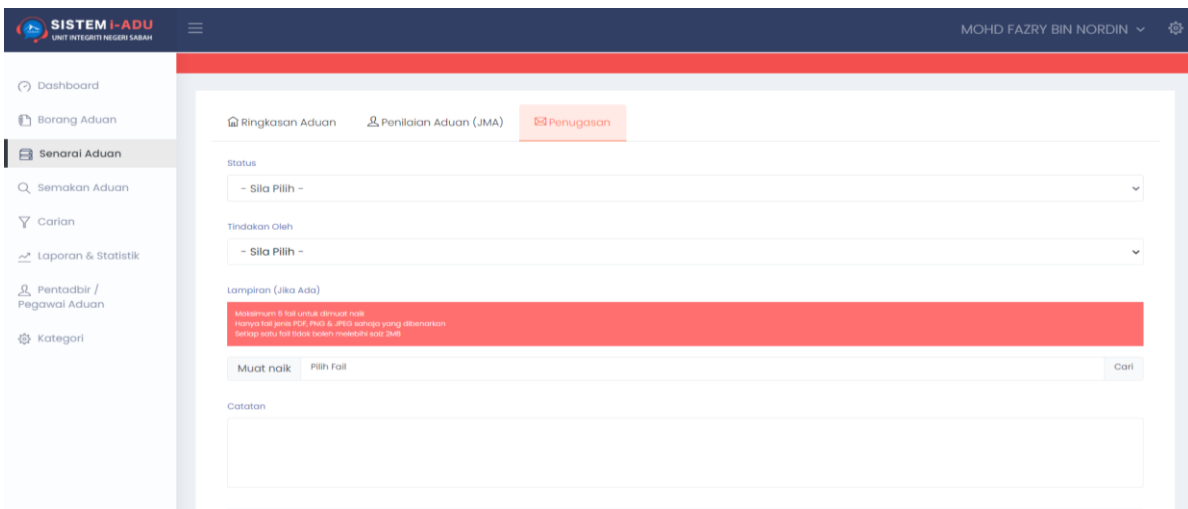 SISTEM i-ADU
UNIT INTEGRITI NEGERI SABAH
MOHD FAZRY BIN NORDIN
Dashboard
Borang Aduan
Senarai Aduan
Semakan Aduan
Carian
Laporan & Statistik
Pentadbir /
Pegawai Aduan
Kategori
Ringkasan Aduan
Penilaian Aduan (JMA)
Penugasan
Status
- Sila Pilih -
Tindakan Oleh
- Sila Pilih -
Lampiran (Jika Ada)
Maksimum 5 fail untuk dimuat naik
Hanya fail jenis PDF, PNG & JPEG sahaja yang dibenarkan
Setiap satu fail tidak boleh melebihi saiz 2MB
Muat naik
Pilih Fail
Cari
Catatan